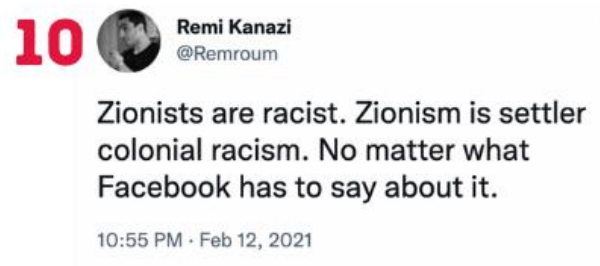 10
Remi Kanazi
@Remroum
Zionists are racist. Zionism is settler
colonial racism. No matter what
Facebook has to say about it.
10:55 PM · Feb 12, 2021